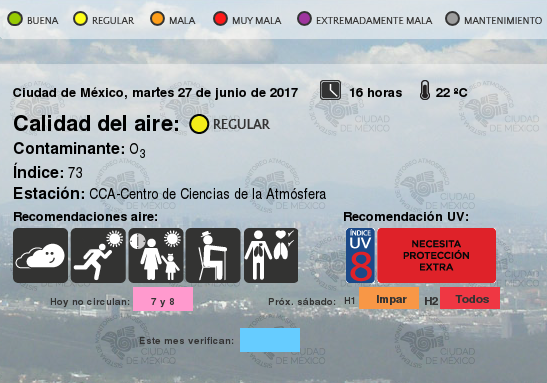 BUENA REGULAR MALA MUY MALA EXTREMADAMENTE MALA MANTENIMIENTO
Ciudad de México, martes 27 de junio de 2017 16 horas 22 ºC
Calidad del aire: REGULAR
Contaminante: O3
Índice: 73
Estación: CCA-Centro de Ciencias de la Atmósfera
Recomendaciones aire: Recomendación UV:
ÍNDICE
UV
8
NECESITA
PROTECCIÓN
EXTRA
Hoy no circulan: 7 y 8 Próx. sábado: H1 Impar H2 Todos
Este mes verifican:
CIUDAD
DE MÉXICO